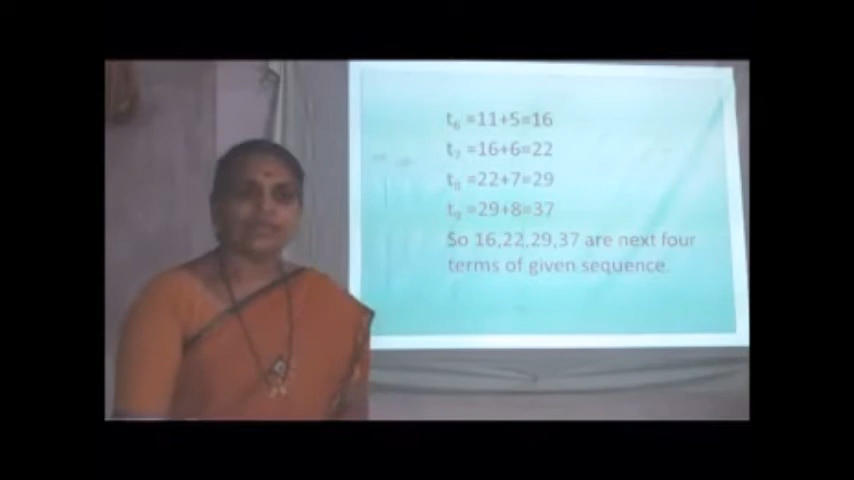 t₆ =11+5=16
t₇ =16+6=22
t₈ =22+7=29
t₉ =29+8=37
So 16,22,29,37 are next four
terms of given sequence.